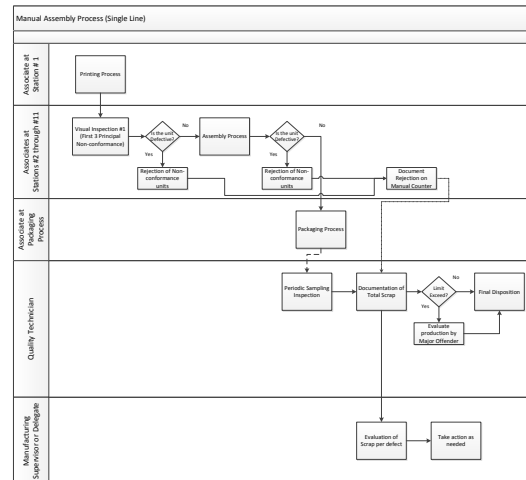 Manual Assembly Process (Single Line)
Associate at
Station # 1
Printing Process
Associates at
Stations #2 through #11
Visual Inspection #1
(First 3 Principal
Non-conformance)
Is the unit
Defective?
No
Yes
Assembly Process
Is the unit
Defective?
No
Yes
Rejection of Non-
conformance
units
Rejection of Non-
conformance
units
Document
Rejection on
Manual Counter
Associate at
Packaging
Process
Packaging Process
Quality Technician
Periodic Sampling
Inspection
Documentation of
Total Scrap
Limit
Exceed?
No
Yes
Final Disposition
Evaluate
production by
Major Offender
Manufacturing
Supervisor or Delegate
Evaluation of
Scrap per defect
Take action as
needed